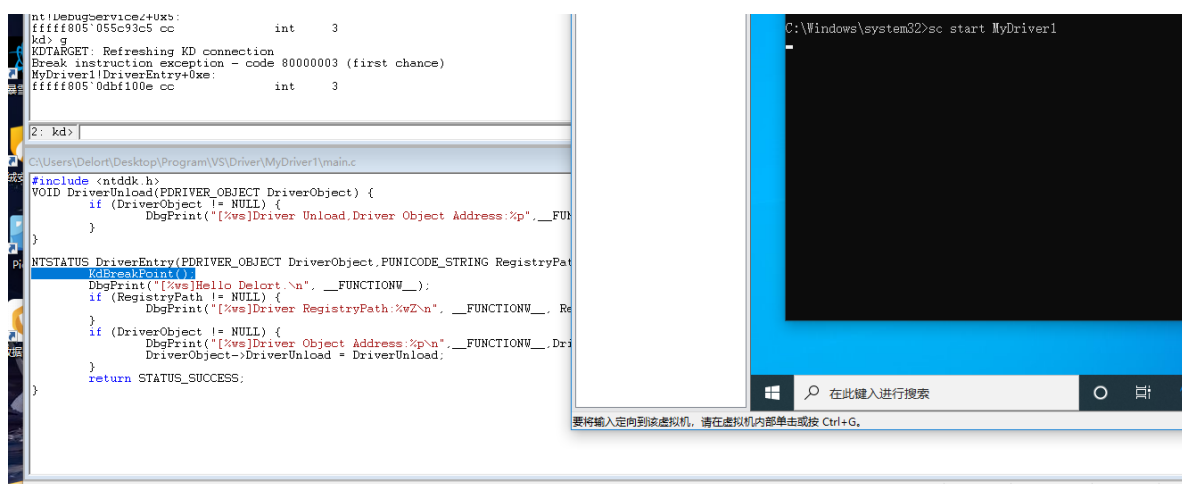 nt!DebugService2+0x5:
fffff805`055c93c5 cc int 3
kd> g
KDTARGET: Refreshing KD connection
Break instruction exception - code 80000003 (first chance)
MyDriver1!DriverEntry+0xe:
fffff805`0dbf100e cc int 3
2: kd>
C:\Users\Delort\Desktop\Program\VS\Driver\MyDriver1\main.c
#include <ntddk.h>
VOID DriverUnload(PDRIVER_OBJECT DriverObject) {
if (DriverObject != NULL) {
DbgPrint("[%ws]Driver Unload,Driver Object Address:%p",__FUN
}
}
NTSTATUS DriverEntry(PDRIVER_OBJECT DriverObject,PUNICODE_STRING RegistryPat
KdBreakPoint();
DbgPrint("[%ws]Hello Delort.\n", __FUNCTIONW__);
if (RegistryPath != NULL) {
DbgPrint("[%ws]Driver RegistryPath:%wZ\n", __FUNCTIONW__, Re
}
if (DriverObject != NULL) {
DbgPrint("[%ws]Driver Object Address:%p\n",__FUNCTIONW__,Dri
DriverObject->DriverUnload = DriverUnload;
}
return STATUS_SUCCESS;
}
C:\Windows\system32>sc start MyDriver1
在此键入进行搜索
要将输入定向到该虚拟机，请在虚拟机内部单击或按 Ctrl+G。